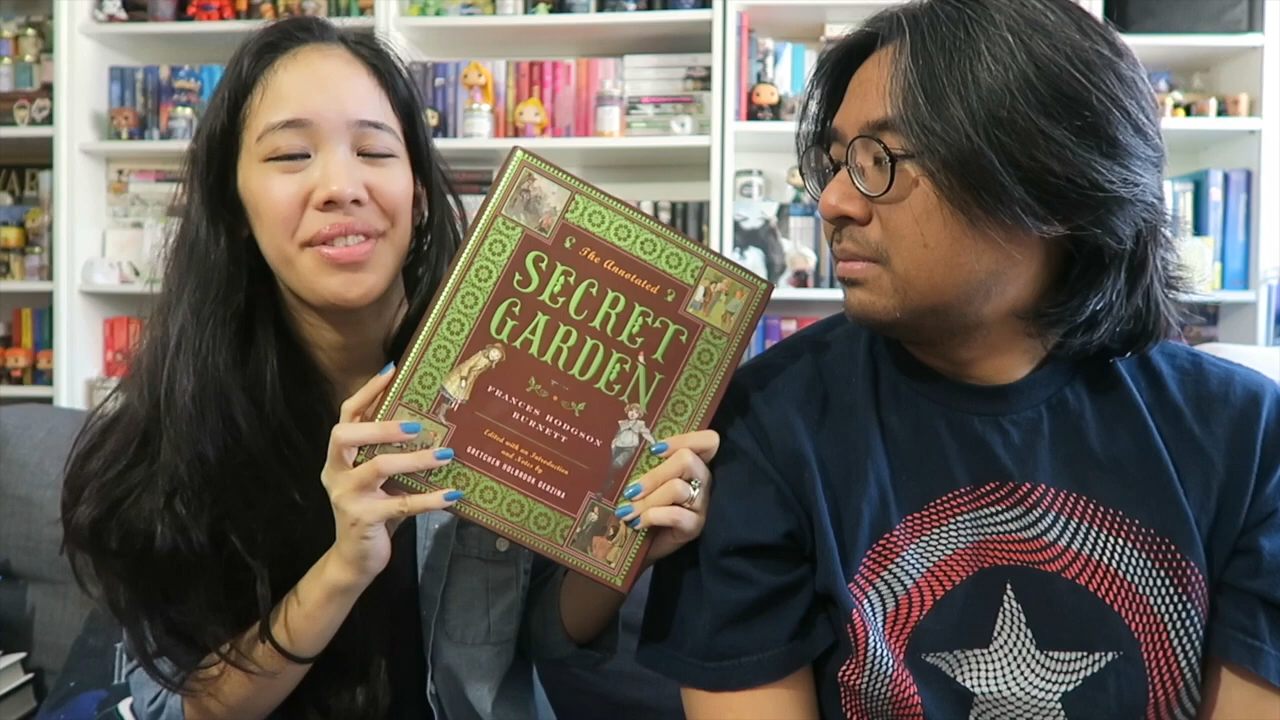 The Annotated
SECRET
GARDEN
FRANCES HODGSON
BURNETT
Edited with an Introduction
and Notes by
GRETCHEN HOLBROOK GERZINA